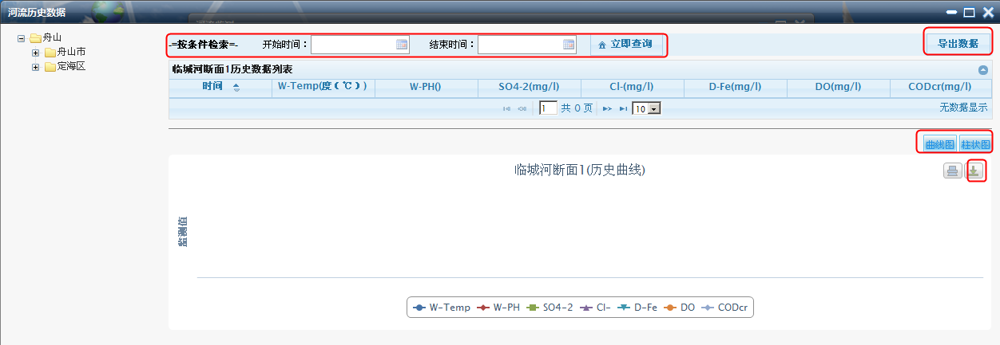 河流历史数据
舟山
舟山市
定海区
-=按条件检索=- 开始时间： 结束时间： 立即查询
导出数据
临城河断面1历史数据列表
时间 W-Temp(度（℃）) W-PH() SO4-2(mg/l) Cl-(mg/l) D-Fe(mg/l) DO(mg/l) CODcr(mg/l)
1 共 0 页 10 无数据显示
曲线图 柱状图
临城河断面1(历史曲线)
监测值
W-Temp W-PH SO4-2 Cl- D-Fe DO CODcr